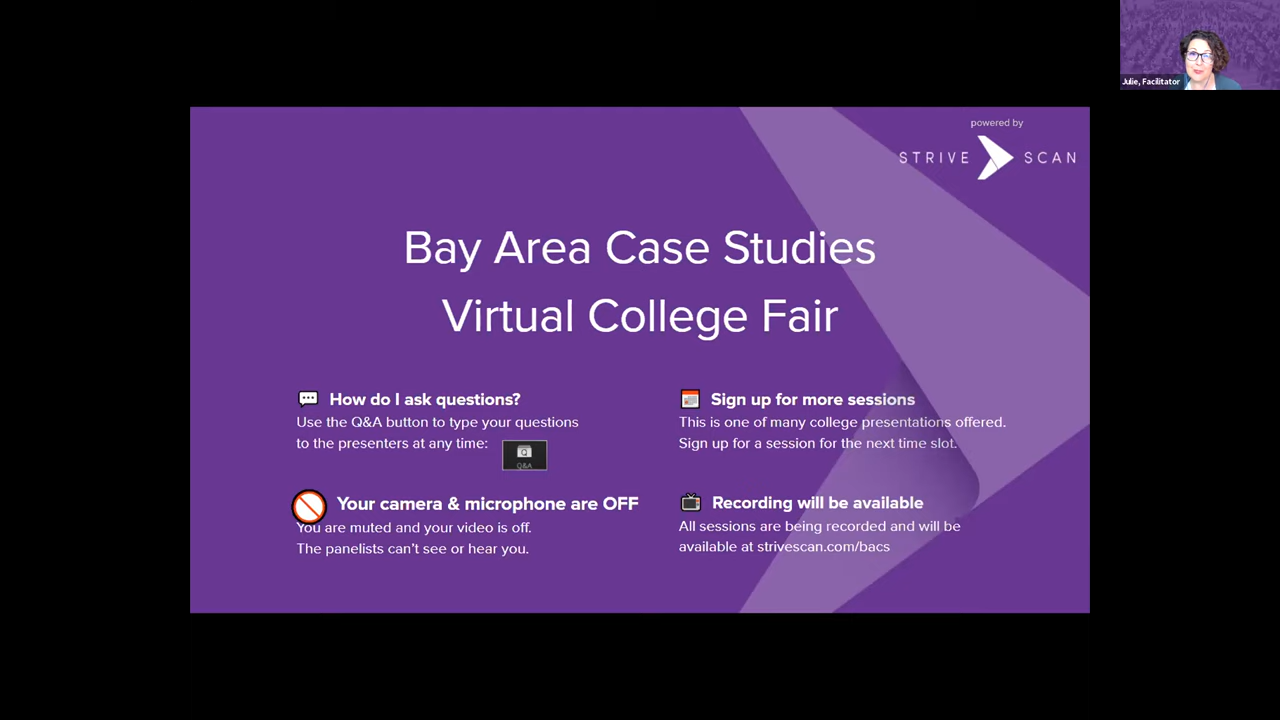 Julie, Facilitator
powered by
STRIVE SCAN
Bay Area Case Studies
Virtual College Fair
How do I ask questions?
Use the Q&A button to type your questions
to the presenters at any time:
Q
Q&A
Sign up for more sessions
This is one of many college presentations offered.
Sign up for a session for the next time slot.
Your camera & microphone are OFF
You are muted and your video is off.
The panelists can’t see or hear you.
Recording will be available
All sessions are being recorded and will be
available at strivescan.com/bacs